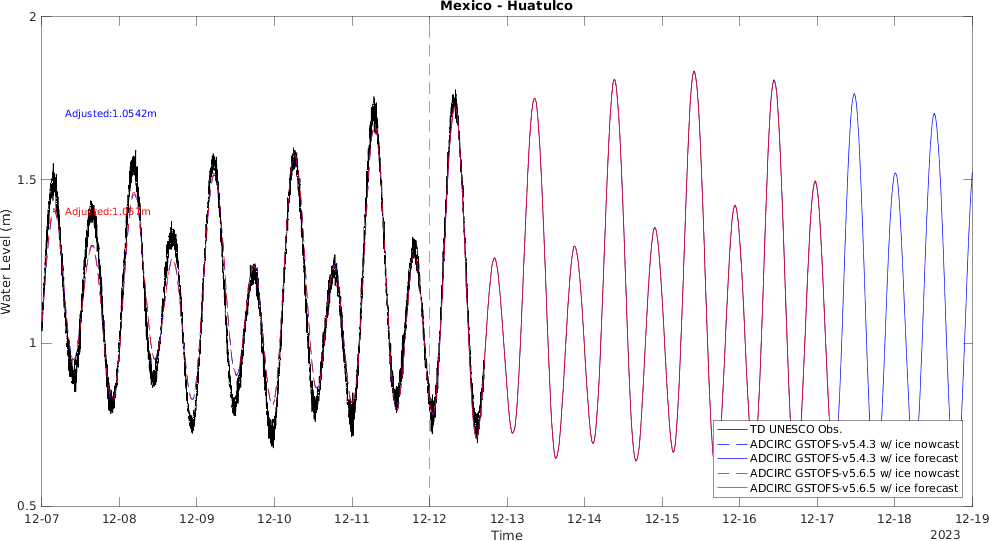 Mexico - Huatulco
Water Level (m)
2
1.5
1
0.5
Adjusted:1.0542m
Adjusted:1.057m
TD UNESCO Obs.
ADCIRC GSTOFS-v5.4.3 w/ ice nowcast
ADCIRC GSTOFS-v5.4.3 w/ ice forecast
ADCIRC GSTOFS-v5.6.5 w/ ice nowcast
ADCIRC GSTOFS-v5.6.5 w/ ice forecast
12-07 12-08 12-09 12-10 12-11 12-12 12-13 12-14 12-15 12-16 12-17 12-18 12-19
Time
2023